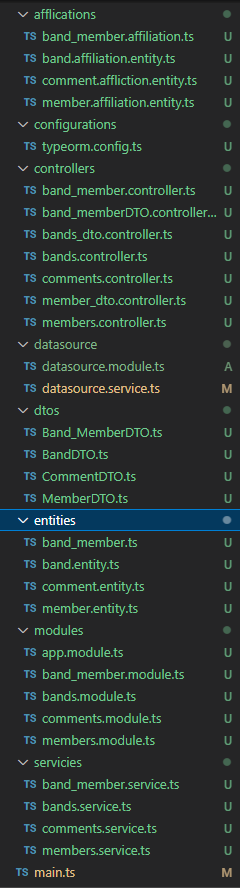 afflications
TS band_member.affiliation.ts U
TS band.affiliation.entity.ts U
TS comment.affliction.entity.ts U
TS member.affiliation.entity.ts U
configurations
TS typeorm.config.ts U
controllers
TS band_member.controller.ts U
TS band_memberDTO.controller... U
TS bands_dto.controller.ts U
TS bands.controller.ts U
TS comments.controller.ts U
TS member_dto.controller.ts U
TS members.controller.ts U
datasource
TS datasource.module.ts A
TS datasource.service.ts M
dtos
TS Band_MemberDTO.ts U
TS BandDTO.ts U
TS CommentDTO.ts U
TS MemberDTO.ts U
entities
TS band_member.ts U
TS band.entity.ts U
TS comment.entity.ts U
TS member.entity.ts U
modules
TS app.module.ts U
TS band_member.module.ts U
TS bands.module.ts U
TS comments.module.ts U
TS members.module.ts U
servicies
TS band_member.service.ts U
TS bands.service.ts U
TS comments.service.ts U
TS members.service.ts U
TS main.ts M